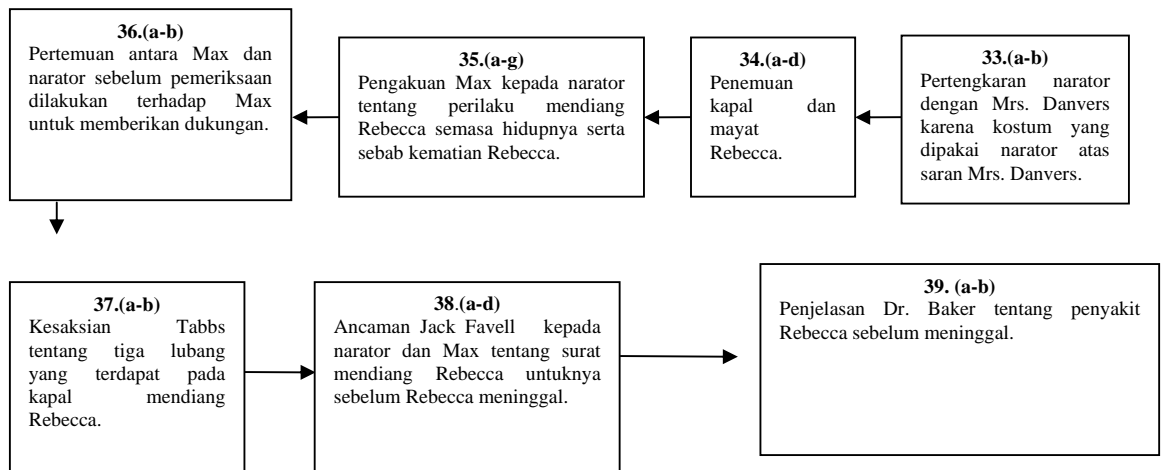 33.(a-b)
Pertengkaran narator
dengan Mrs. Danvers
karena kostum yang
dipakai narator atas
saran Mrs. Danvers.
34.(a-d)
Penemuan
kapal dan
mayat
Rebecca.
35.(a-g)
Pengakuan Max kepada narator
tentang perilaku mendiang
Rebecca semasa hidupnya serta
sebab kematian Rebecca.
36.(a-b)
Pertemuan antara Max dan
narator sebelum pemeriksaan
dilakukan terhadap Max
untuk memberikan dukungan.
37.(a-b)
Kesaksian Tabbs
tentang tiga lubang
yang terdapat pada
kapal mendiang
Rebecca.
38.(a-d)
Ancaman Jack Favell kepada
narator dan Max tentang surat
mendiang Rebecca untuknya
sebelum Rebecca meninggal.
39. (a-b)
Penjelasan Dr. Baker tentang penyakit
Rebecca sebelum meninggal.